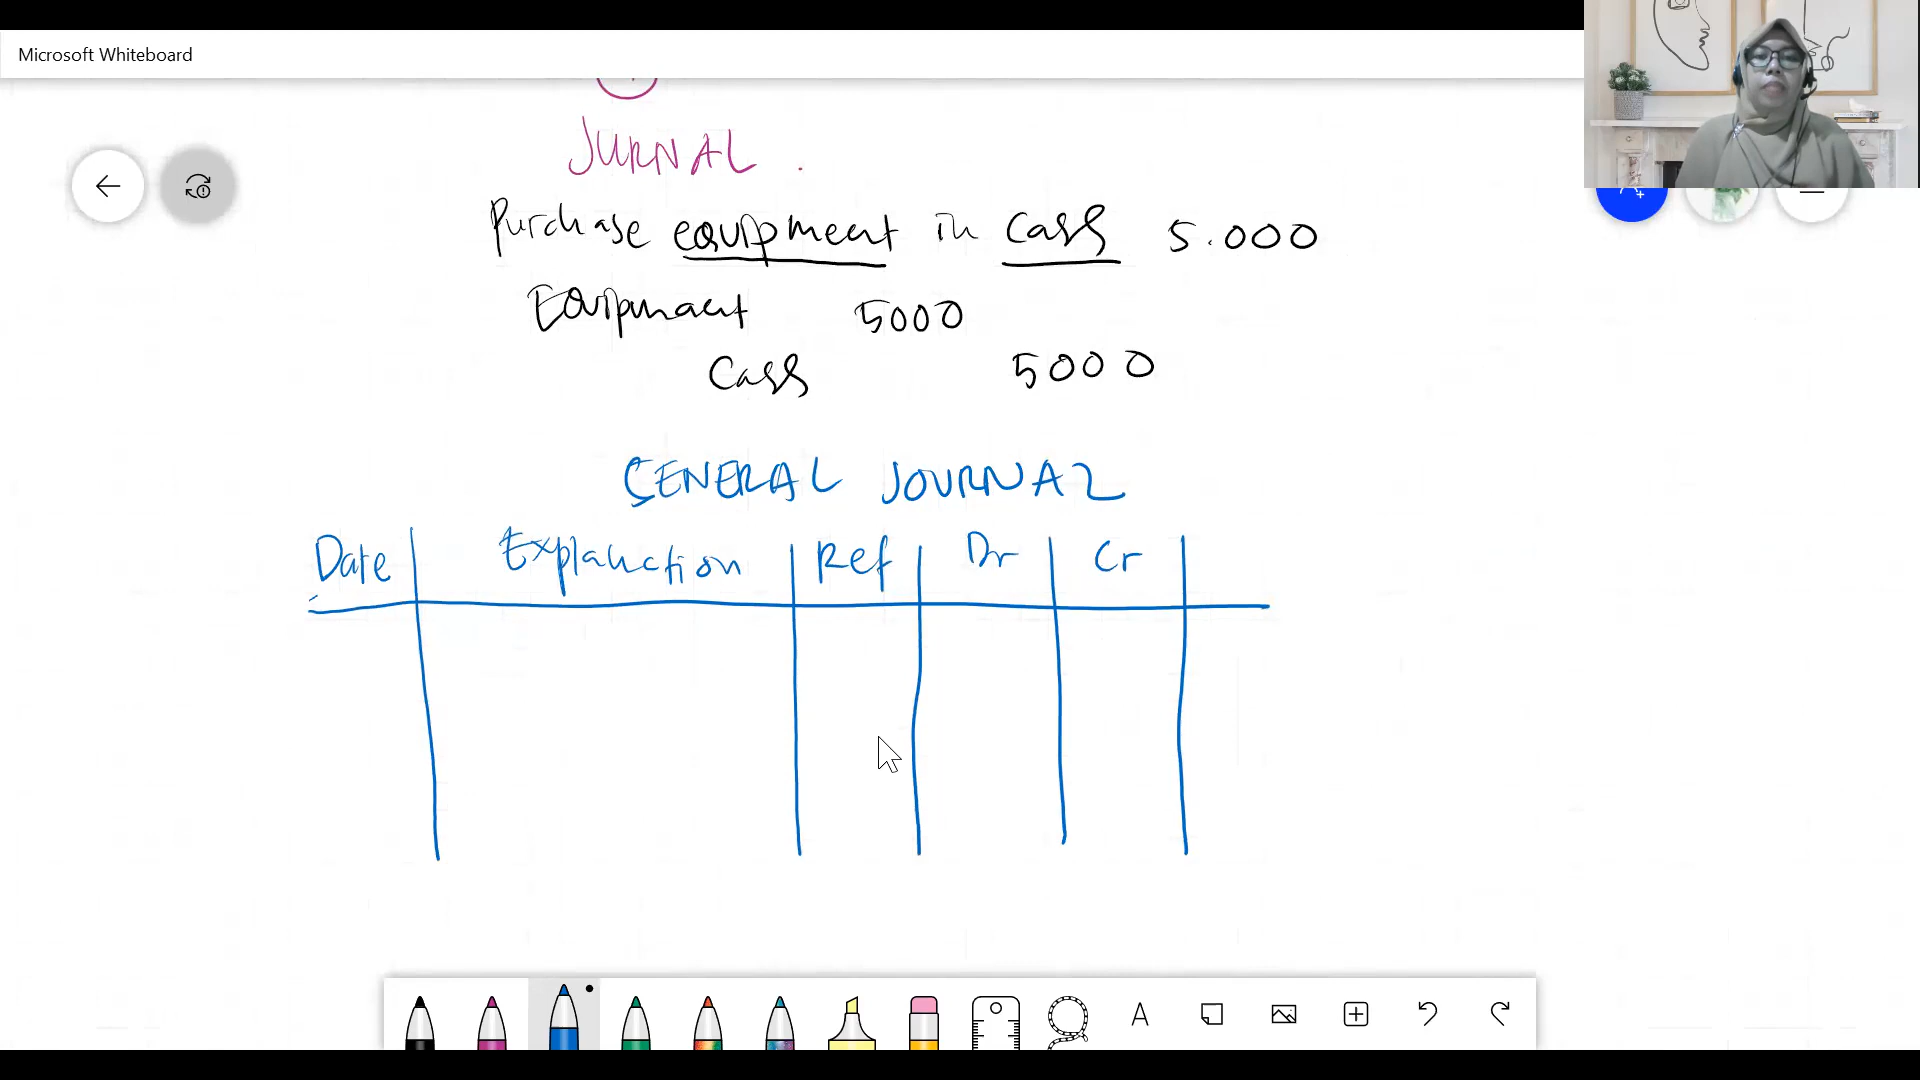 Microsoft Whiteboard
JURNAL .
Purchase equipment in Cash 5.000
Equipment 5000
Cash 5000
GENERAL JOURNAL
Date Explanation Ref Dr Cr
A